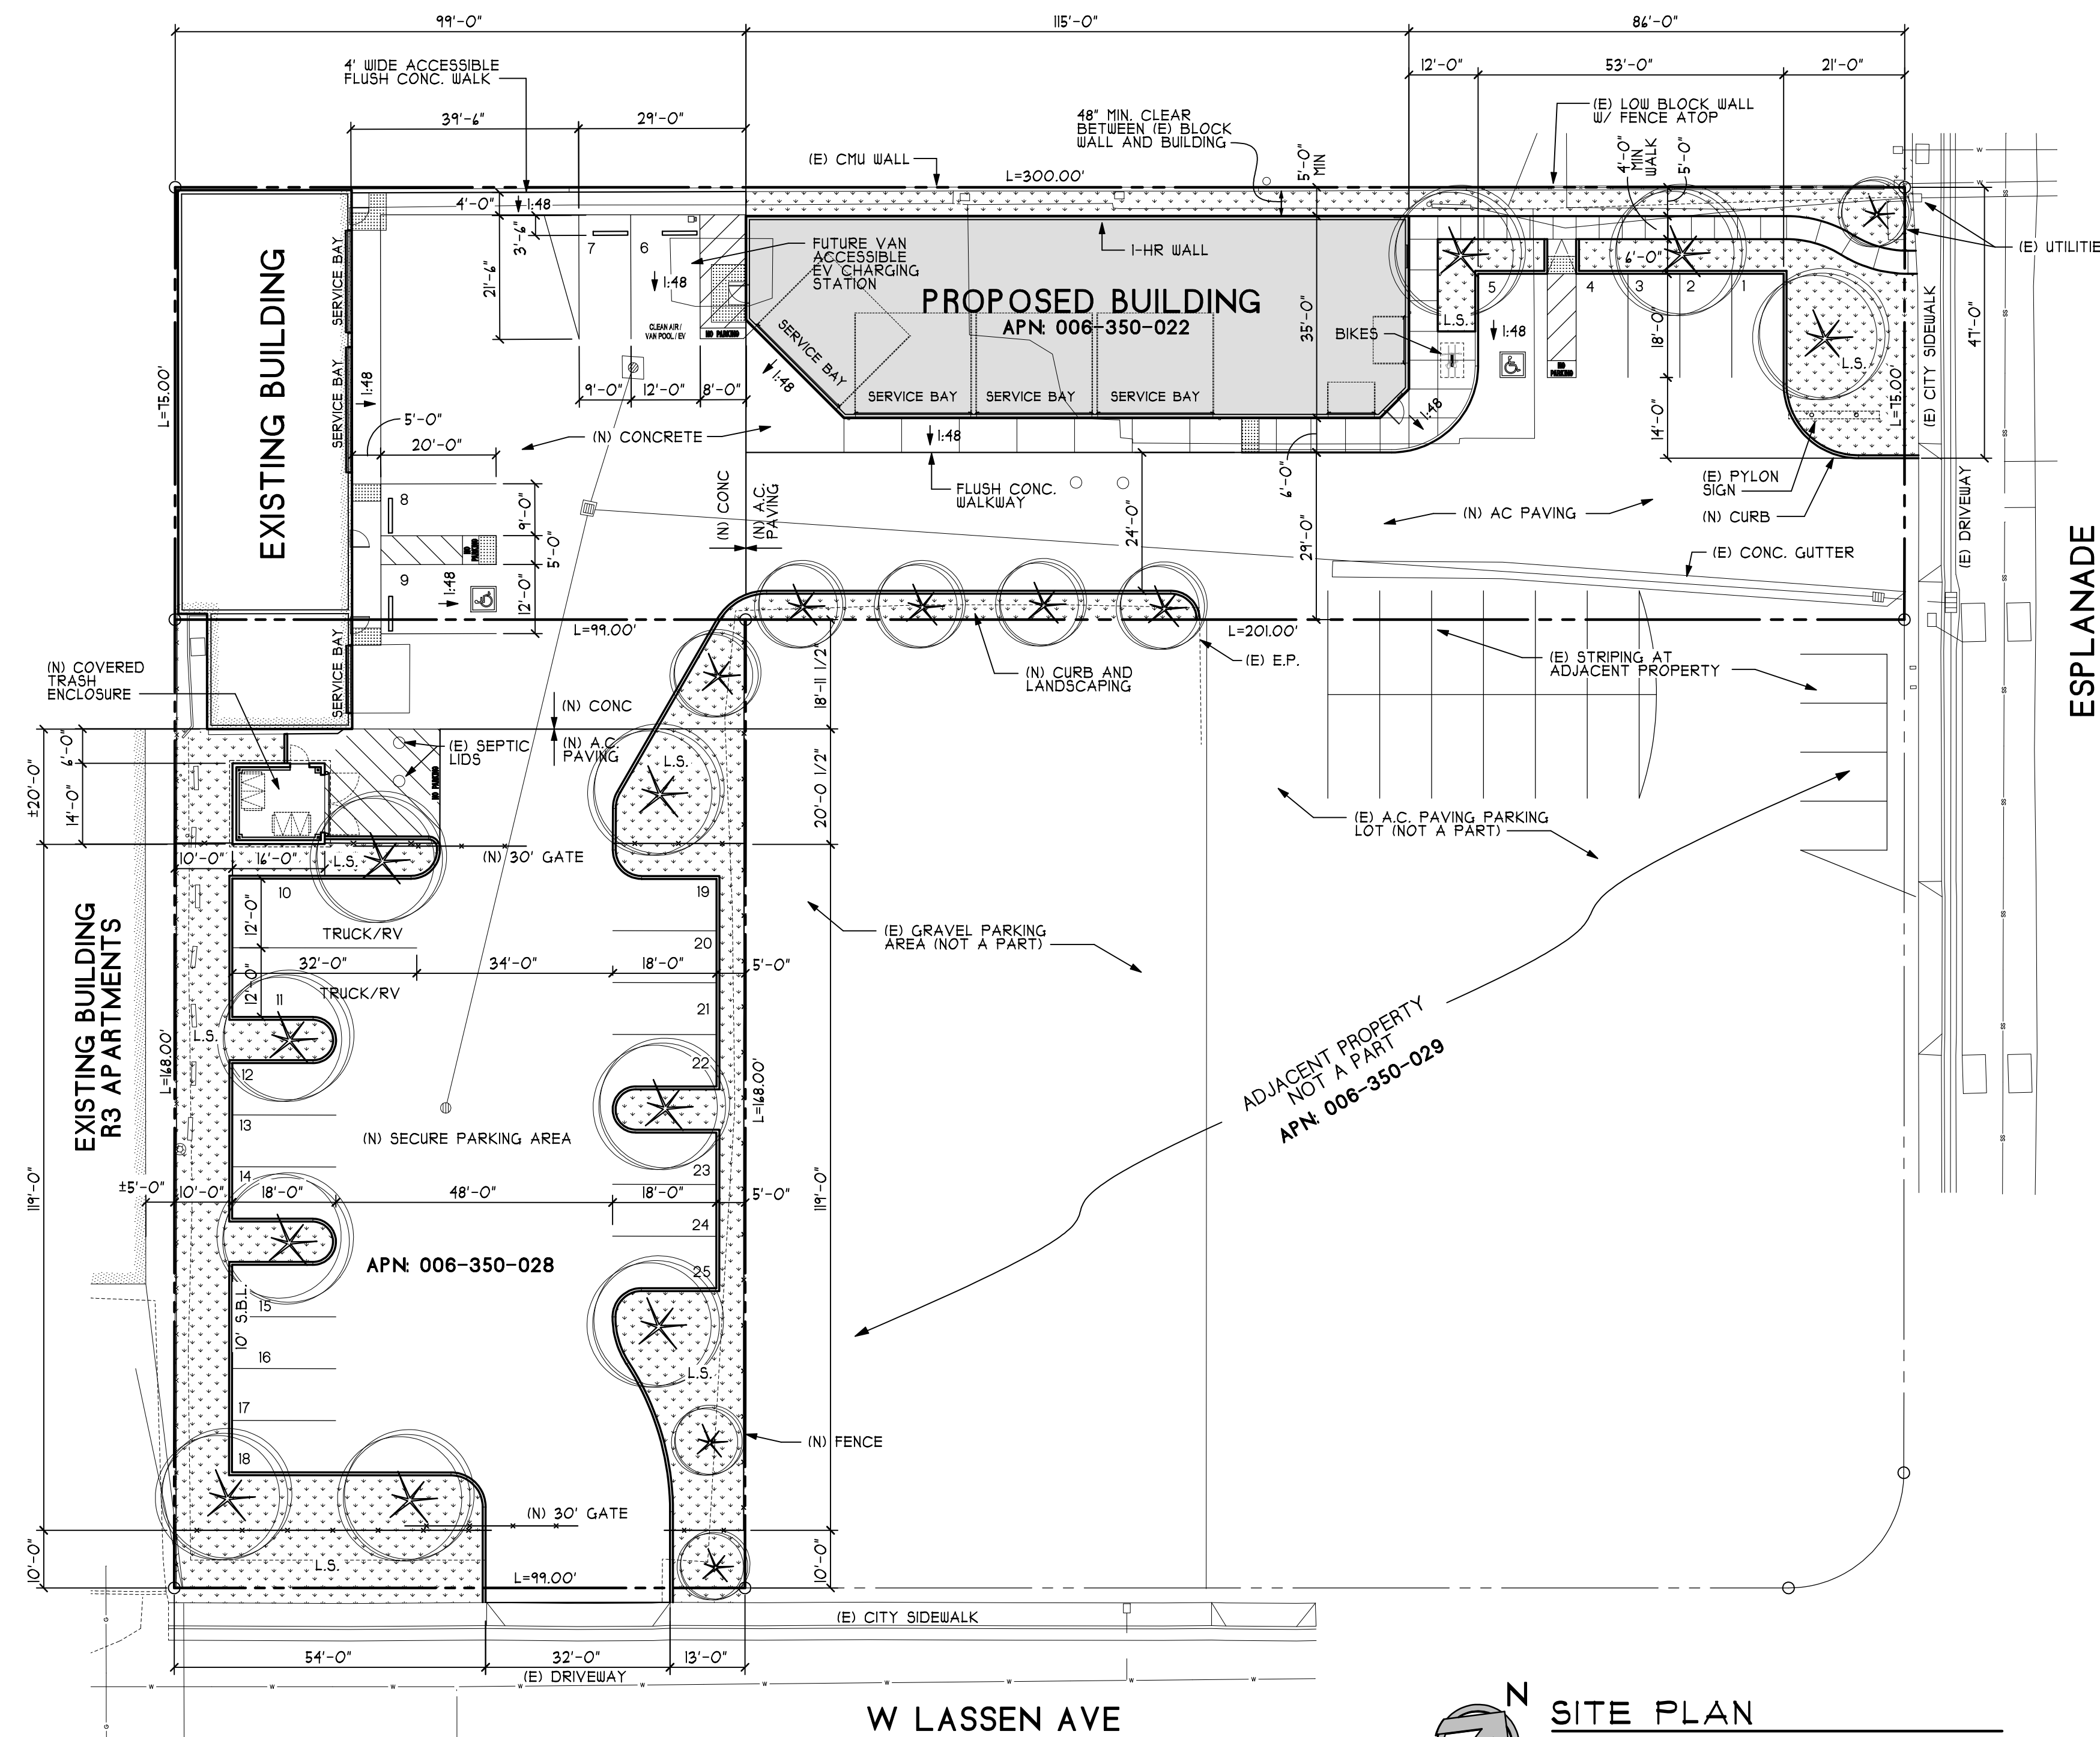 99'-0"
115'-0"
86'-0"
12'-0"
53'-0"
21'-0"
4' WIDE ACCESSIBLE
FLUSH CONC. WALK
39'-6"
29'-0"
48" MIN. CLEAR
BETWEEN (E) BLOCK
WALL AND BUILDING
(E) LOW BLOCK WALL
W/ FENCE ATOP
(E) CMU WALL
L=300.00'
5'-0"
MIN
4'-0"
MIN
WALK
5'-0"
4'-0"
1:48
3'-6"
21'-6"
7
6
1:48
CLEAN AIR /
VAN POOL / EV
NO PARKING
FUTURE VAN
ACCESSIBLE
EV CHARGING
STATION
1-HR WALL
PROPOSED BUILDING
APN: 006-350-022
35'-0"
BIKES
SERVICE BAY
SERVICE BAY
SERVICE BAY
SERVICE BAY
1:48
1:48
1:48
L.S.
5
4
3
2
1
6'-0"
1:48
NO
PARKING
18'-0"
14'-0"
L.S.
L=75.00'
47'-0"
(E) UTILITIE
(E) CITY SIDEWALK
(E) DRIVEWAY
ESPLANADE
(E) PYLON
SIGN
(N) CURB
EXISTING BUILDING
L=75.00'
SERVICE BAY
SERVICE BAY
SERVICE BAY
1:48
5'-0"
20'-0"
9'-0"
12'-0"
8'-0"
(N) CONCRETE
(N) CONC
(N) A.C.
PAVING
FLUSH CONC.
WALKWAY
6'-0"
24'-0"
29'-0"
(N) AC PAVING
(E) CONC. GUTTER
8
9
9'-0"
5'-0"
12'-0"
NO
PARKING
1:48
L=99.00'
L=201.00'
(E) E.P.
(N) CURB AND
LANDSCAPING
(E) STRIPING AT
ADJACENT PROPERTY
(N) COVERED
TRASH
ENCLOSURE
(N) CONC
(N) A.C.
PAVING
(E) SEPTIC
LIDS
NO PARKING
L.S.
18'-11 1/2"
20'-0 1/2"
6'-0"
±20'-0"
14'-0"
10'-0"
16'-0"
L.S.
(N) 30' GATE
(E) A.C. PAVING PARKING
LOT (NOT A PART)
10
19
EXISTING BUILDING
R3 APARTMENTS
12'-0"
TRUCK/RV
20
(E) GRAVEL PARKING
AREA (NOT A PART)
32'-0"
34'-0"
18'-0"
5'-0"
12'-0"
TRUCK/RV
11
21
L.S.
L=168.00'
12
22
L=168.00'
13
(N) SECURE PARKING AREA
ADJACENT PROPERTY
NOT A PART
APN: 006-350-029
14
23
±5'-0"
10'-0"
18'-0"
48'-0"
18'-0"
5'-0"
119'-0"
119'-0"
24
APN: 006-350-028
25
10' S.B.L.
15
16
L.S.
17
(N) FENCE
18
(N) 30' GATE
10'-0"
10'-0"
L.S.
L=99.00'
(E) CITY SIDEWALK
54'-0"
32'-0"
13'-0"
(E) DRIVEWAY
W LASSEN AVE
N
SITE PLAN